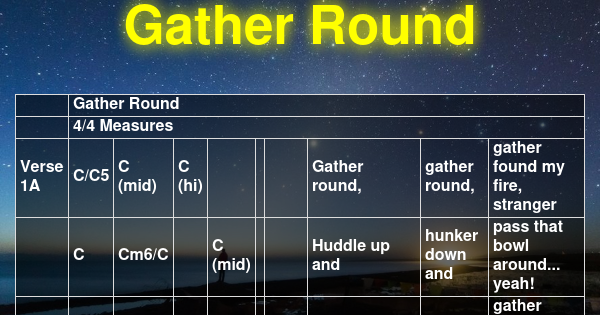 Gather Round
Gather Round
4/4 Measures
Verse 1A C/C5 C (mid) C (hi) Gather round, gather round, gather found my fire, stranger
C Cm6/C C (mid) Huddle up and hunker down and pass that bowl around... yeah!
gather